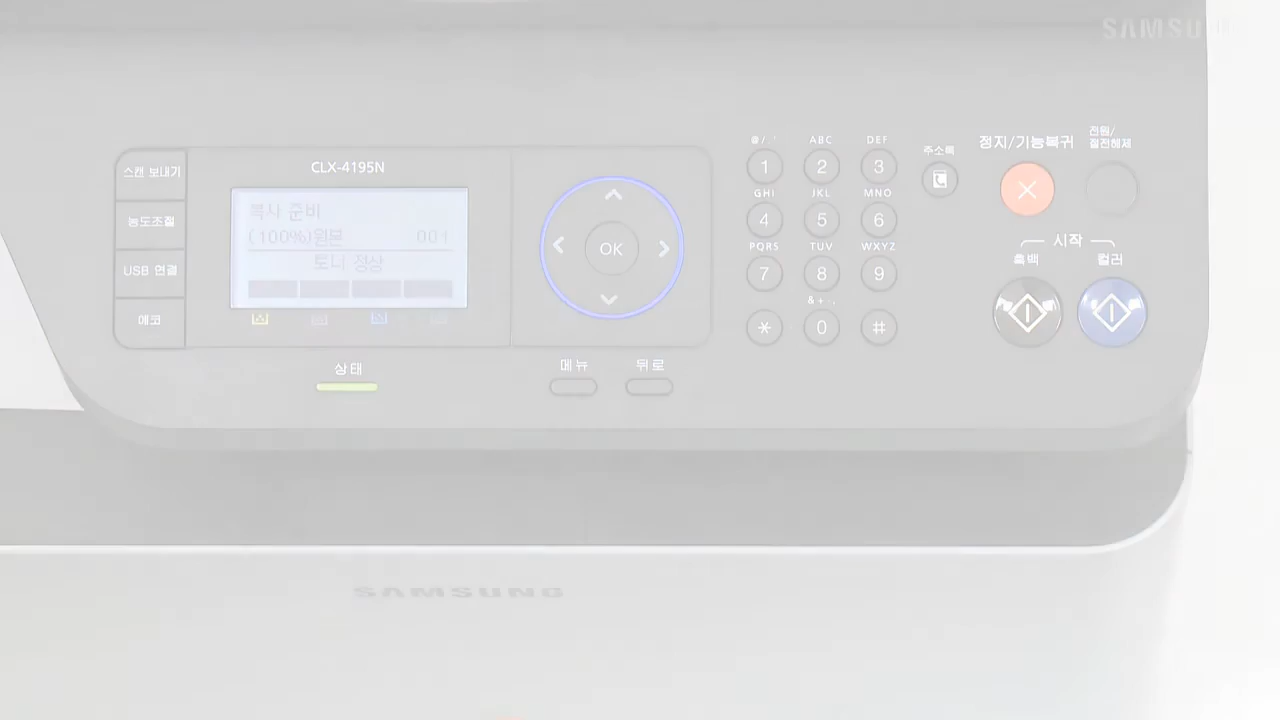 SAMSUNG
CLX-4195N
스캔 보내기
농도조절
USB 연결
에코
복사 준비
(100%)원본 001
토너 정상
상태
OK
메뉴
뒤로
@/.'
ABC
DEF
1
2
3
GHI
JKL
MNO
4
5
6
PQRS
TUV
WXYZ
7
8
9
&+-,
*
0
#
주소록
정지/기능복귀
전원/
절전해제
시작
흑백
컬러
SAMSUNG